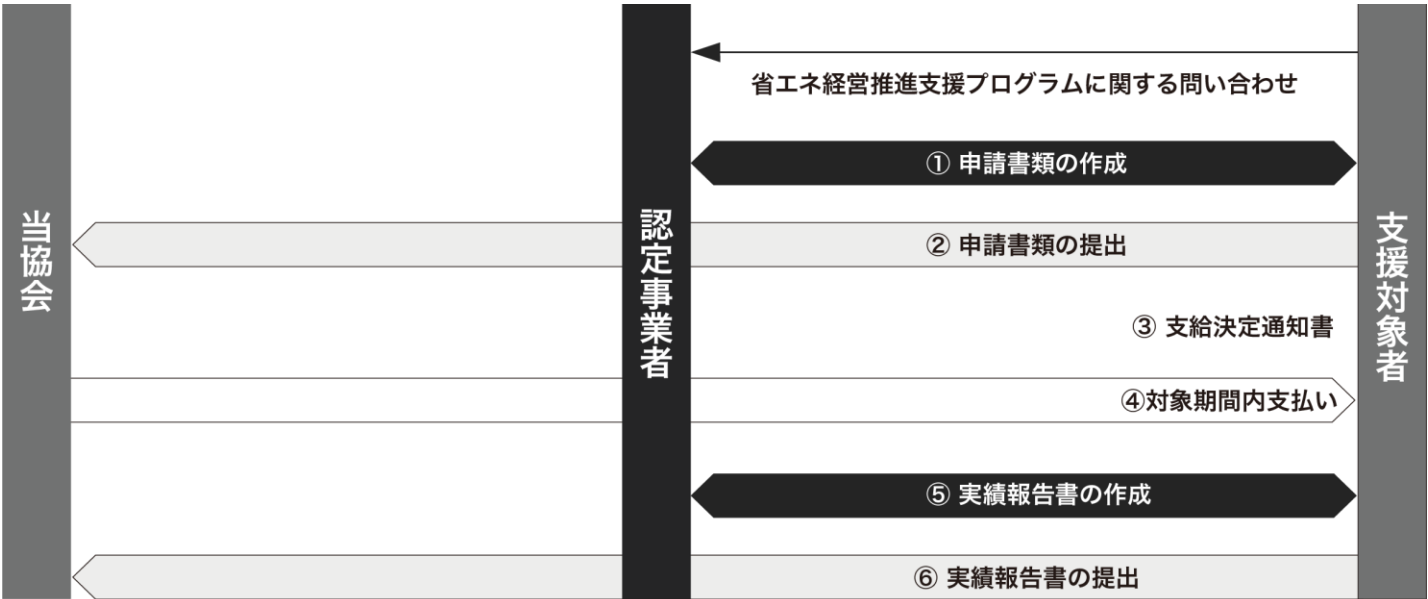 省エネ経営推進支援プログラムに関する問い合わせ
① 申請書類の作成
当協会
認定事業者
支援対象者
② 申請書類の提出
③ 支給決定通知書
④対象期間内支払い
⑤ 実績報告書の作成
⑥ 実績報告書の提出